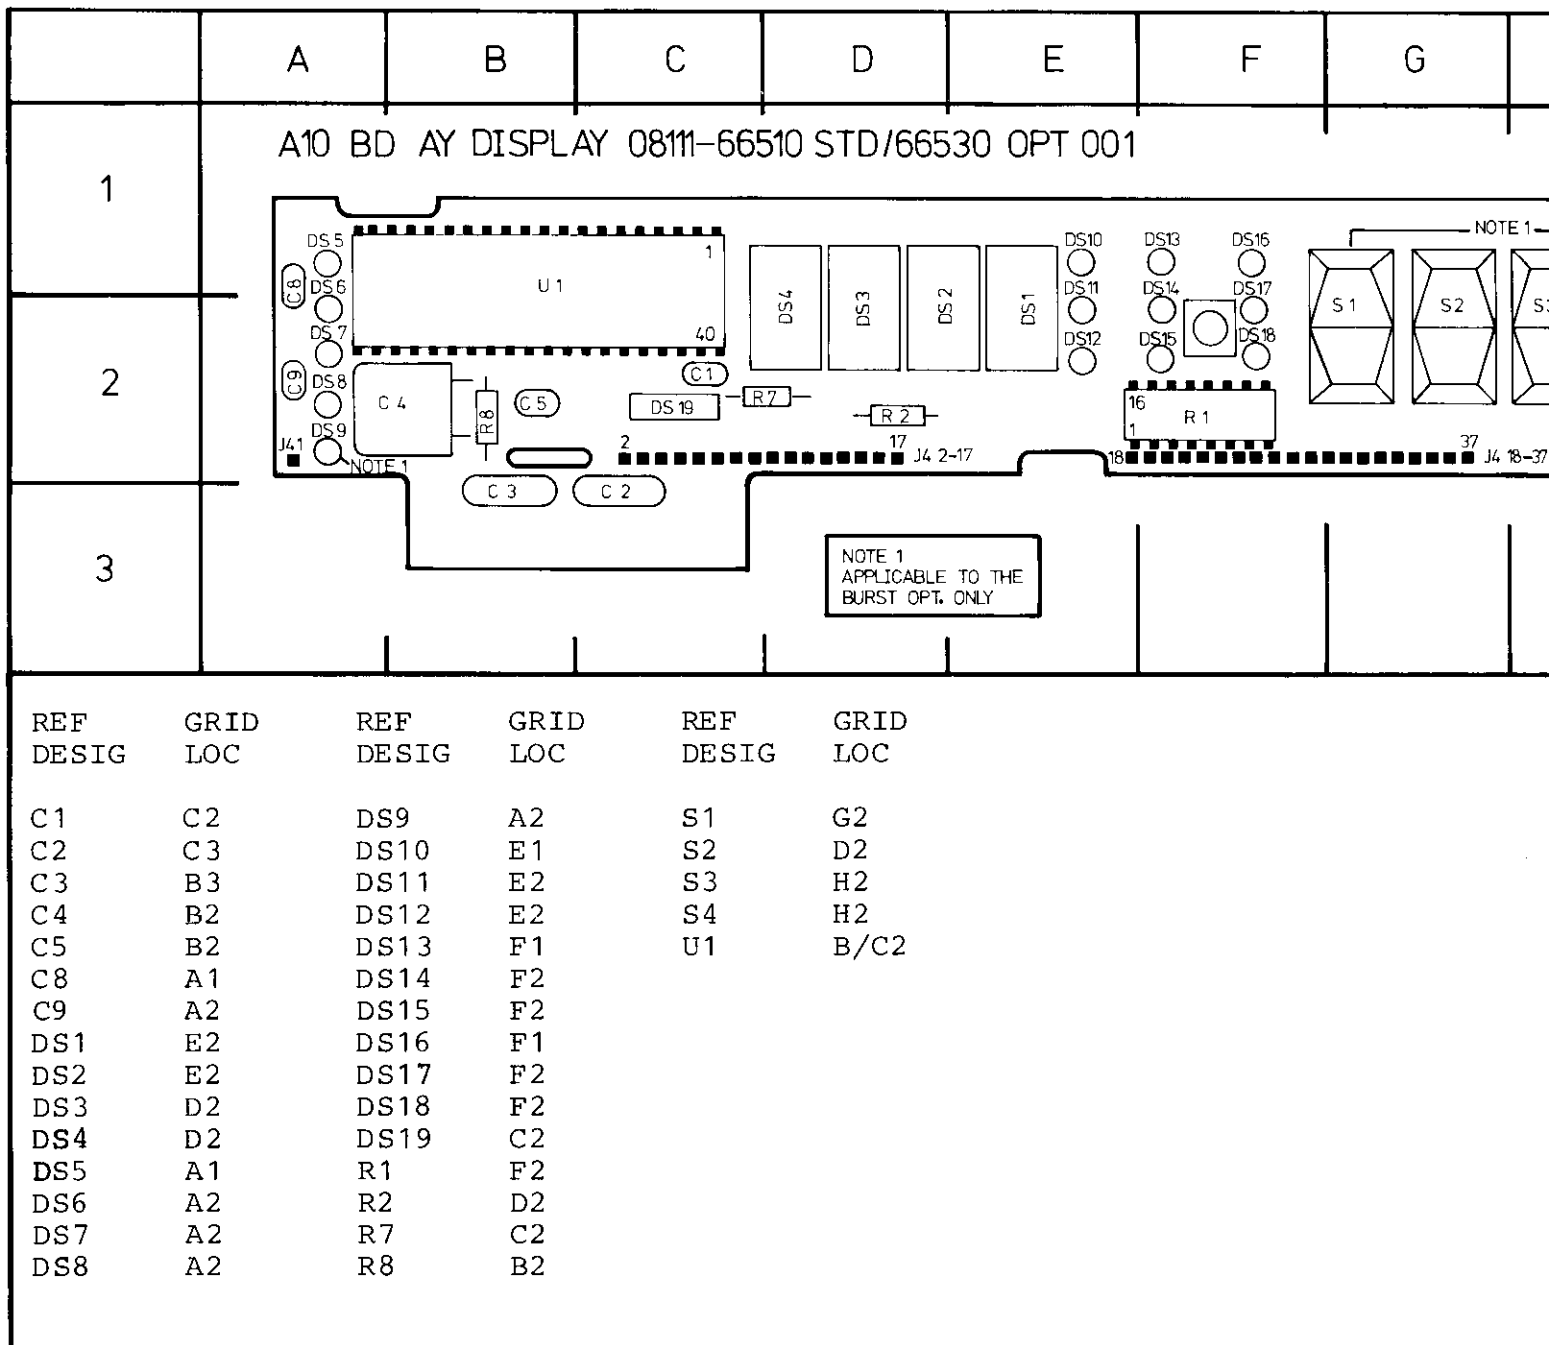 A B C D E F G
A10 BD AY DISPLAY 08111-66510 STD/66530 OPT 001
1
NOTE 1
DS5 1 DS10 DS13 DS16
C8 DS6 U1 DS4 DS3 DS2 DS1 DS11 DS14 DS17 S1 S2
DS7 40 DS12 DS15 DS18
2
C9 DS8 C4 R8 C5 C1 DS19 R7 R2 16 R1
J41 DS9 2 17 1 37
NOTE 1 J4 2-17 18 J4 18-37
C3 C2
3
NOTE 1
APPLICABLE TO THE
BURST OPT. ONLY
REF GRID REF GRID REF GRID
DESIG LOC DESIG LOC DESIG LOC
C1 C2 DS9 A2 S1 G2
C2 C3 DS10 E1 S2 D2
C3 B3 DS11 E2 S3 H2
C4 B2 DS12 E2 S4 H2
C5 B2 DS13 F1 U1 B/C2
C8 A1 DS14 F2
C9 A2 DS15 F2
DS1 E2 DS16 F1
DS2 E2 DS17 F2
DS3 D2 DS18 F2
DS4 D2 DS19 C2
DS5 A1 R1 F2
DS6 A2 R2 D2
DS7 A2 R7 C2
DS8 A2 R8 B2